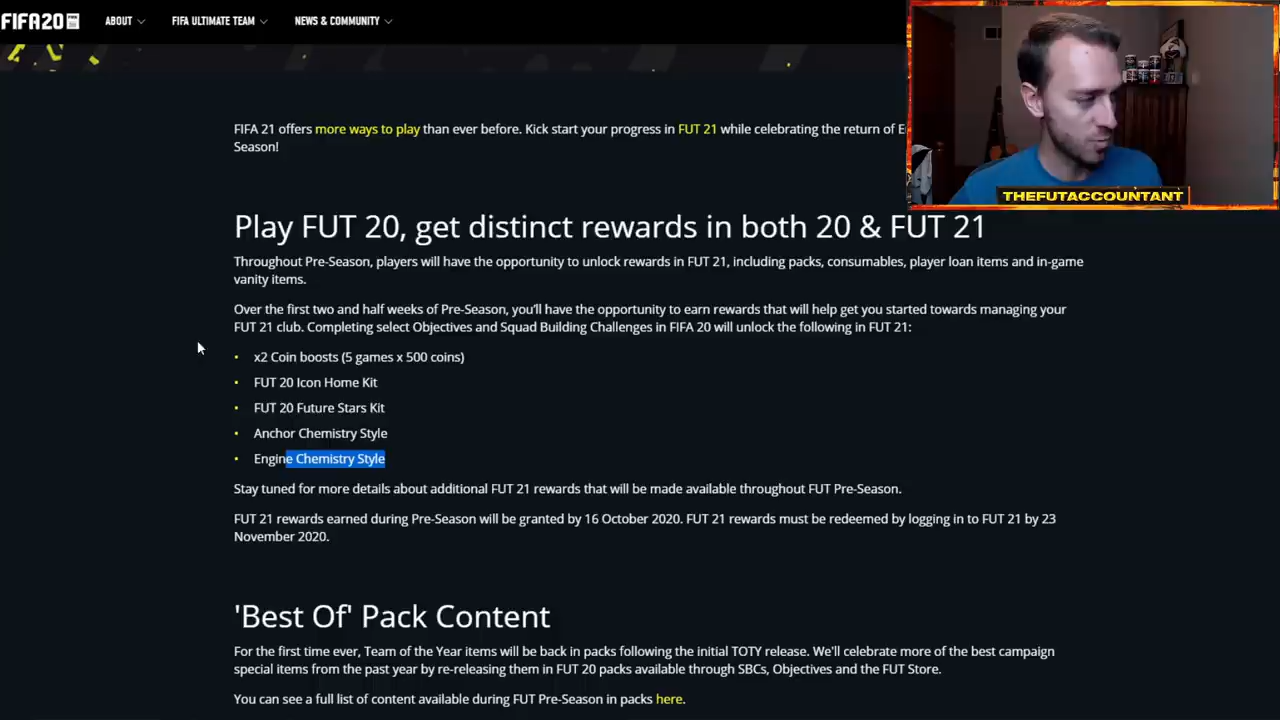 FIFA20 ABOUT FIFA ULTIMATE TEAM NEWS & COMMUNITY
FIFA 21 offers more ways to play than ever before. Kick start your progress in FUT 21 while celebrating the return of
Season!
THEFUTACCOUNTANT
Play FUT 20, get distinct rewards in both 20 & FUT 21
Throughout Pre-Season, players will have the opportunity to unlock rewards in FUT 21, including packs, consumables, player loan items and in-game
vanity items.
Over the first two and half weeks of Pre-Season, you'll have the opportunity to earn rewards that will help get you started towards managing your
FUT 21 club. Completing select Objectives and Squad Building Challenges in FIFA 20 will unlock the following in FUT 21:
• x2 Coin boosts (5 games x 500 coins)
• FUT 20 Icon Home Kit
• FUT 20 Future Stars Kit
• Anchor Chemistry Style
• Engine Chemistry Style
Stay tuned for more details about additional FUT 21 rewards that will be made available throughout FUT Pre-Season.
FUT 21 rewards earned during Pre-Season will be granted by 16 October 2020. FUT 21 rewards must be redeemed by logging in to FUT 21 by 23
November 2020.
'Best Of' Pack Content
For the first time ever, Team of the Year items will be back in packs following the initial TOTY release. We'll celebrate more of the best campaign
special items from the past year by re-releasing them in FUT 20 packs available through SBCs, Objectives and the FUT Store.
You can see a full list of content available during FUT Pre-Season in packs here.